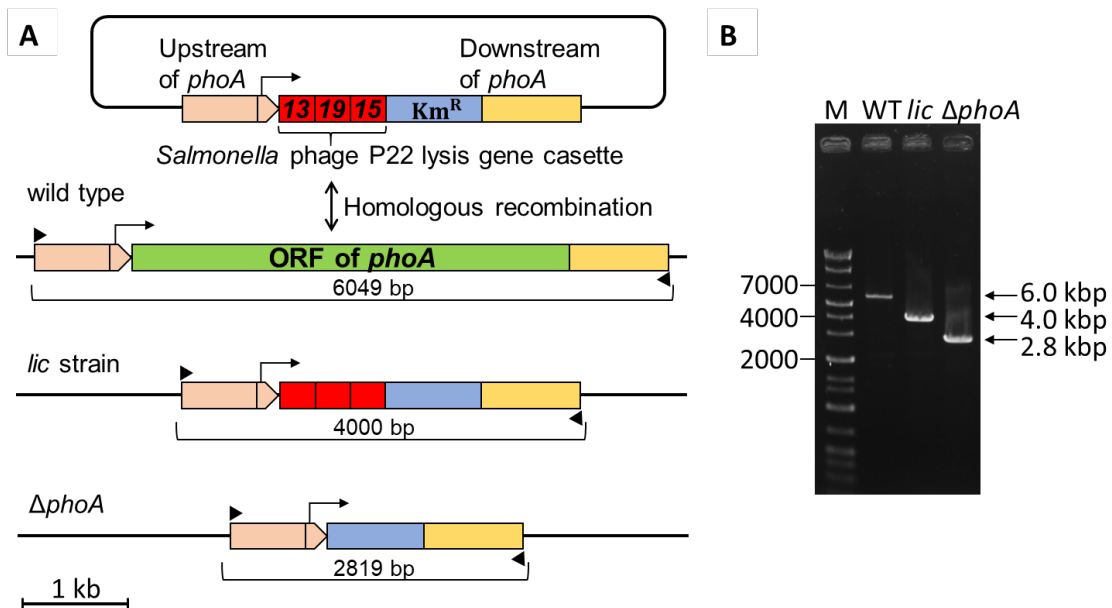 A
Upstream
of phoA
Downstream
of phoA
13 19 15 Km^R
Salmonella phage P22 lysis gene casette
wild type
Homologous recombination
ORF of phoA
6049 bp
lic strain
4000 bp
ΔphoA
2819 bp
1 kb
B
M WT lic ΔphoA
7000
4000
2000
6.0 kbp
4.0 kbp
2.8 kbp